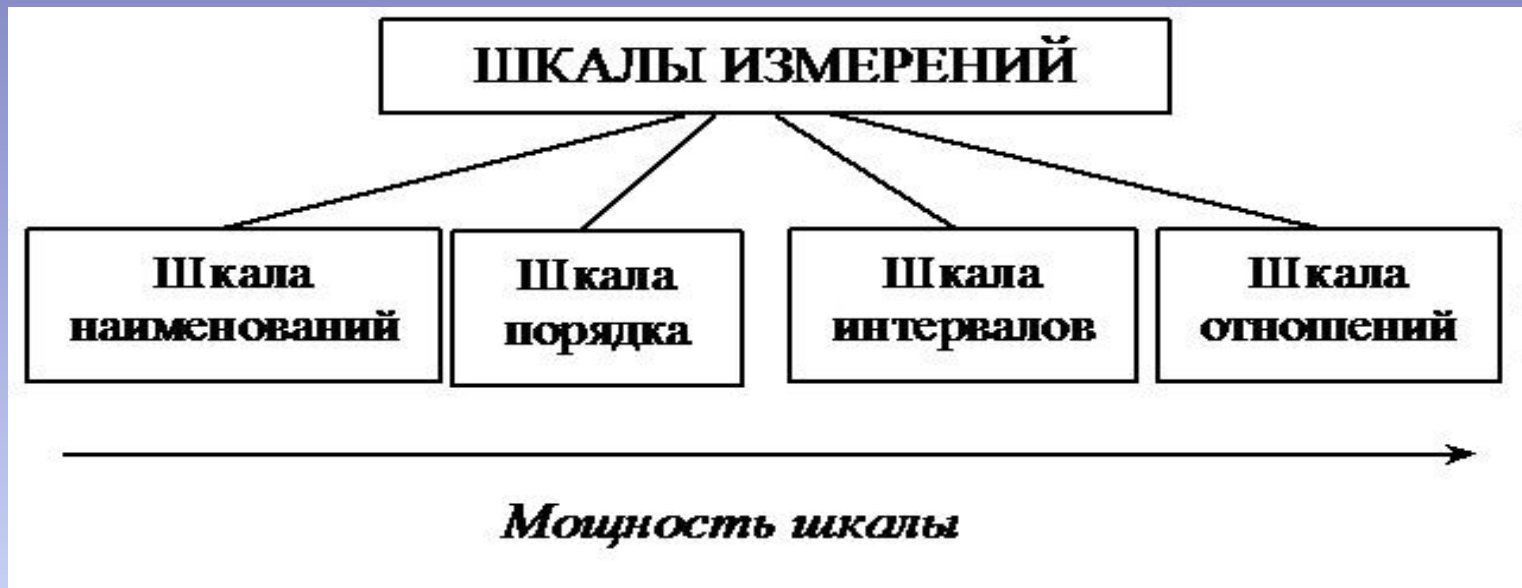 ШКАЛЫ ИЗМЕРЕНИЙ
Шкала
наименований
Шкала
порядка
Шкала
интервалов
Шкала
отношений
Мощность шкалы